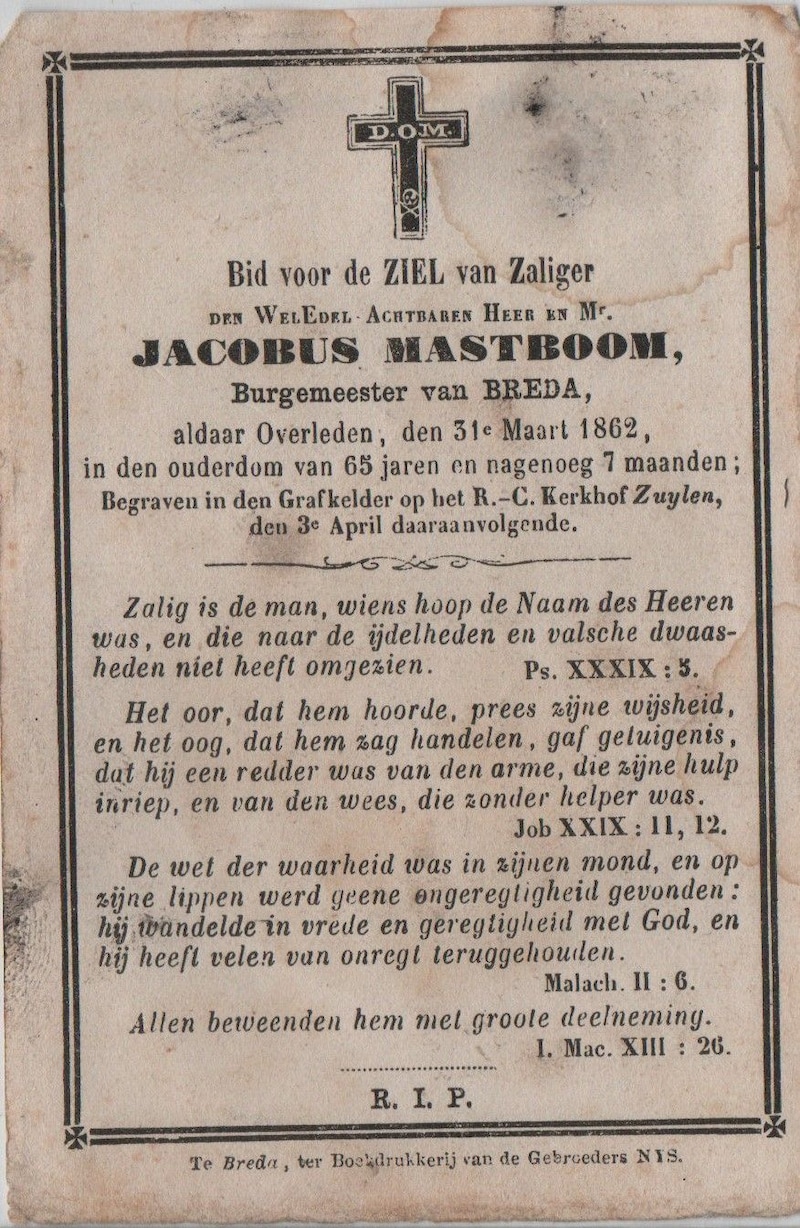 D.O.M.
Bid voor de ZIEL van Zaliger
DEN WELEDEL-ACHTBAREN HEER EN Mr.
JACOBUS MASTBOOM,
Burgemeester van BREDA,
aldaar Overleden, den 31e Maart 1862,
in den ouderdom van 65 jaren en nagenoeg 7 maanden;
Begraven in den Grafkelder op het R.-C. Kerkhof Zuylen,
den 3e April daaraanvolgende.
Zalig is de man, wiens hoop de Naam des Heeren
was, en die naar de ijdelheden en valsche dwaas-
heden niet heeft omgezien. Ps. XXXIX : 5.
Het oor, dat hem hoorde, prees zijne wijsheid,
en het oog, dat hem zag handelen, gaf getuigenis,
dat hij een redder was van den arme, die zijne hulp
inriep, en van den wees, die zonder helper was.
Job XXIX : 11, 12.
De wet der waarheid was in zijnen mond, en op
zijne lippen werd geene ongeregtigheid gevonden:
hij wandelde in vrede en geregtigheid met God, en
hij heeft velen van onregt teruggehouden.
Malach. II : 6.
Allen beweenden hem met groote deelneming.
I. Mac. XIII : 26.
R. I. P.
Te Breda, ter Boekdrukkerij van de Gebroeders NYS.